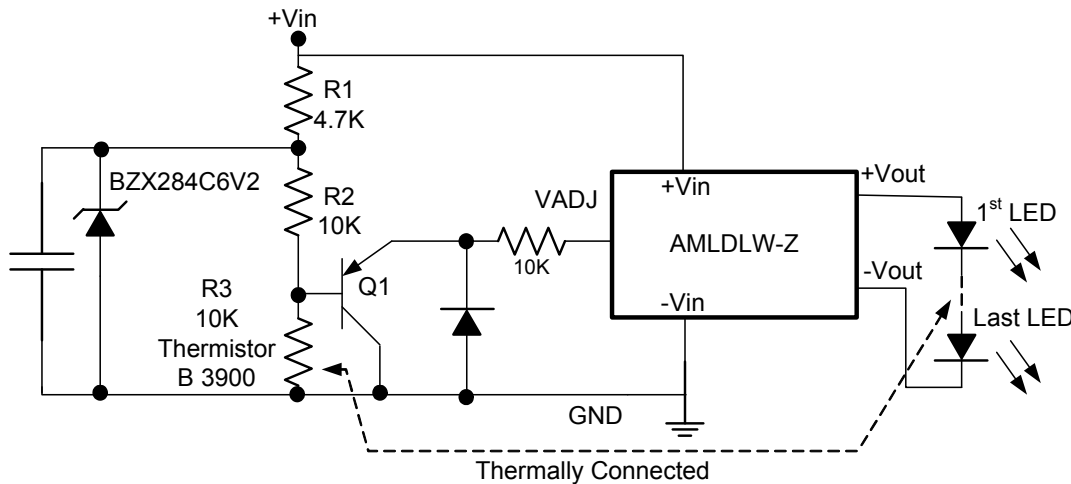 +Vin
R1
4.7K
BZX284C6V2
R2
10K
R3
10K
Thermistor
B 3900
Q1
VADJ
10K
+Vin
AMLDLW-Z
-Vin
+Vout
-Vout
1st LED
Last LED
GND
Thermally Connected